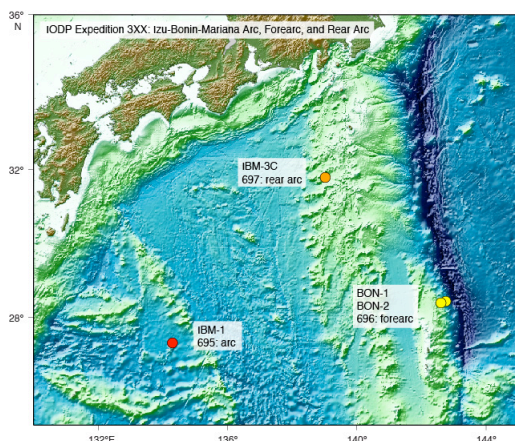 36°
N
IODP Expedition 3XX: Izu-Bonin-Mariana Arc, Forearc, and Rear Arc
32°
IBM-3C
697: rear arc
BON-1
BON-2
696: forearc
28°
IBM-1
695: arc
132°E
136°
140°
144°